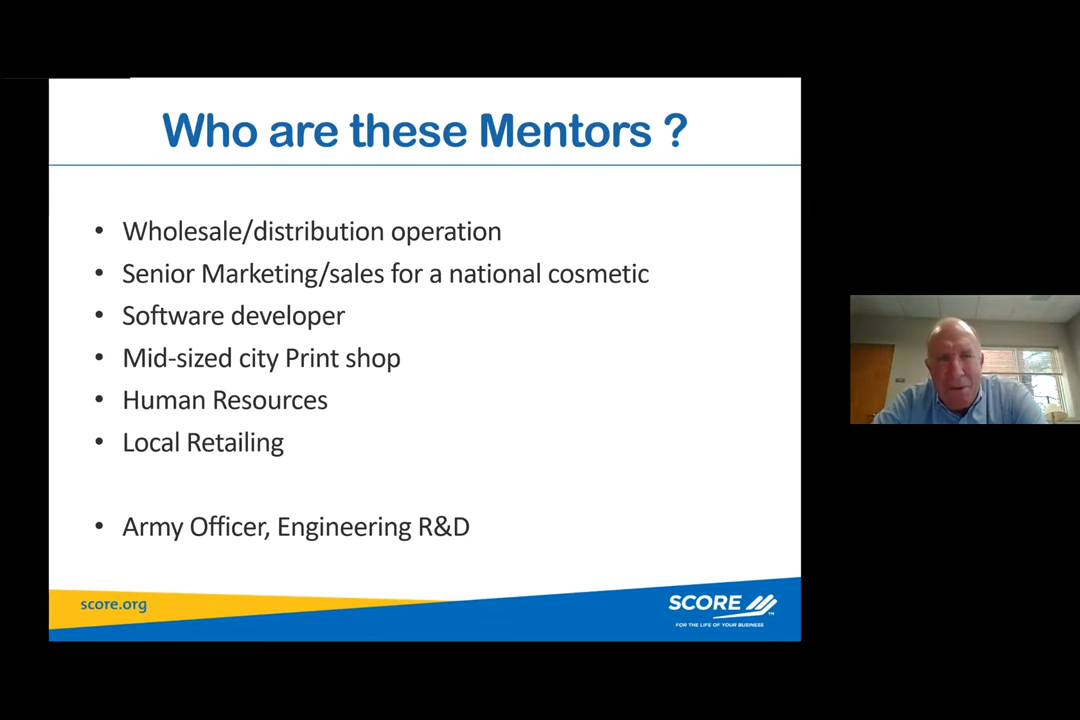 Who are these Mentors ?
• Wholesale/distribution operation
• Senior Marketing/sales for a national cosmetic
• Software developer
• Mid-sized city Print shop
• Human Resources
• Local Retailing
• Army Officer, Engineering R&D
score.org
SCORE
FOR THE LIFE OF YOUR BUSINESS